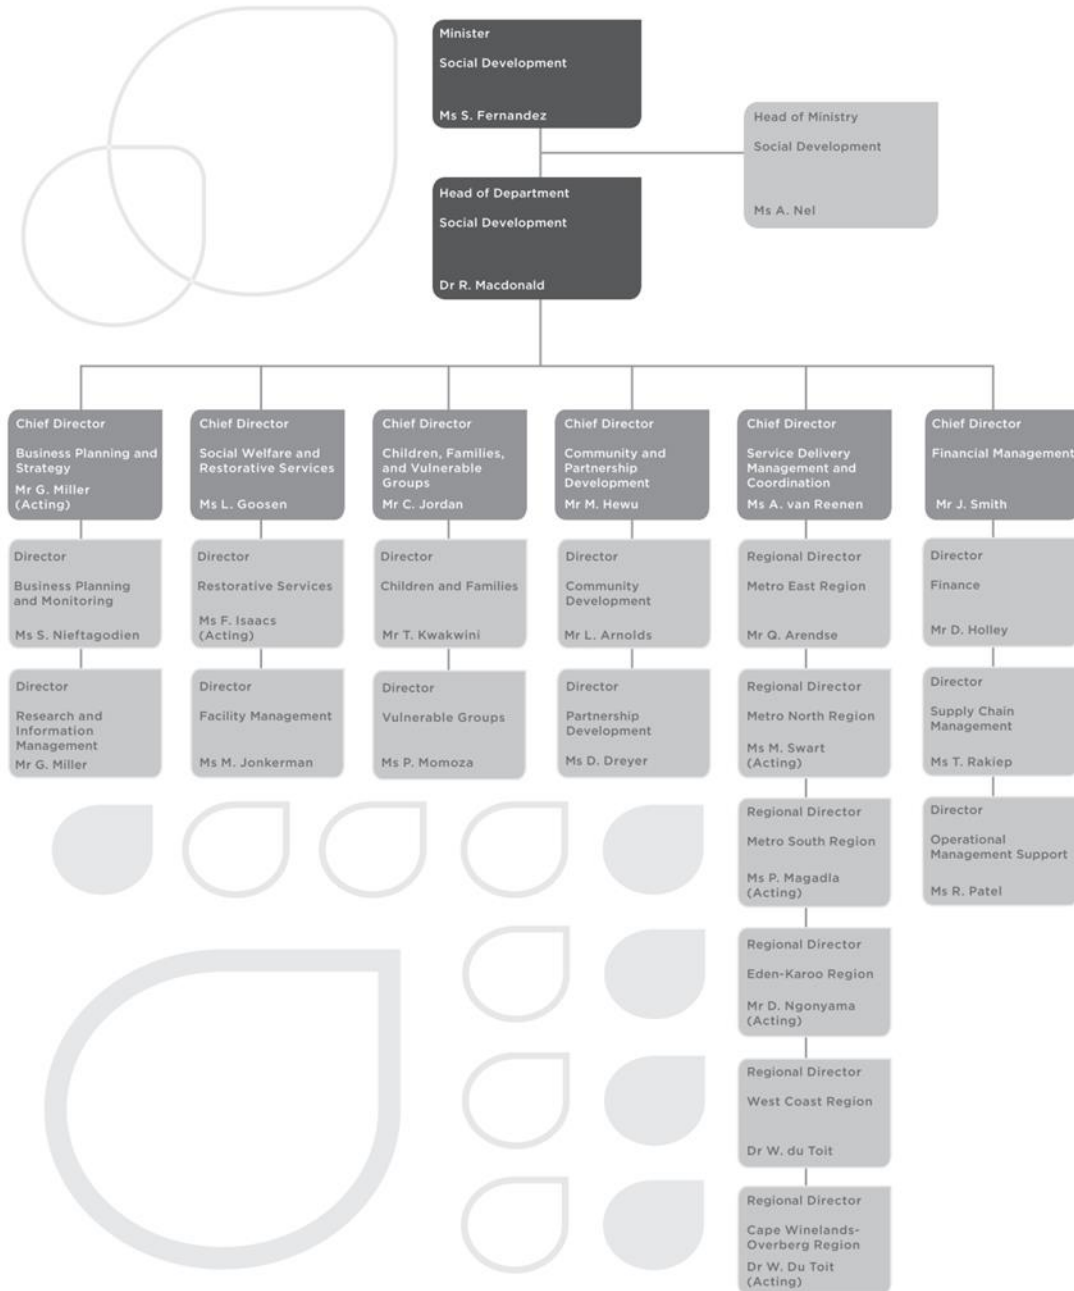 Minister
Social Development
Ms S. Fernandez
Head of Ministry
Social Development
Ms A. Nel
Head of Department
Social Development
Dr R. Macdonald
Chief Director
Business Planning and
Strategy
Mr G. Miller
(Acting)
Director
Business Planning
and Monitoring
Ms S. Nieftagodien
Director
Research and
Information
Management
Mr G. Miller
Chief Director
Social Welfare and
Restorative Services
Ms L. Goosen
Director
Restorative Services
Ms F. Isaacs
(Acting)
Director
Facility Management
Ms M. Jonkerman
Chief Director
Children, Families,
and Vulnerable
Groups
Mr C. Jordan
Director
Children and Families
Mr T. Kwakwini
Director
Vulnerable Groups
Ms P. Momoza
Chief Director
Community and
Partnership
Development
Mr M. Hewu
Director
Community
Development
Mr L. Arnolds
Director
Partnership
Development
Ms D. Dreyer
Chief Director
Service Delivery
Management and
Coordination
Ms A. van Reenen
Regional Director
Metro East Region
Mr Q. Arendse
Regional Director
Metro North Region
Ms M. Swart
(Acting)
Regional Director
Metro South Region
Ms P. Magadla
(Acting)
Regional Director
Eden-Karoo Region
Mr D. Ngonyama
(Acting)
Regional Director
West Coast Region
Dr W. du Toit
Regional Director
Cape Winelands-
Overberg Region
Dr W. Du Toit
(Acting)
Chief Director
Financial Management
Mr J. Smith
Director
Finance
Mr D. Holley
Director
Supply Chain
Management
Ms T. Rakiep
Director
Operational
Management Support
Ms R. Patel